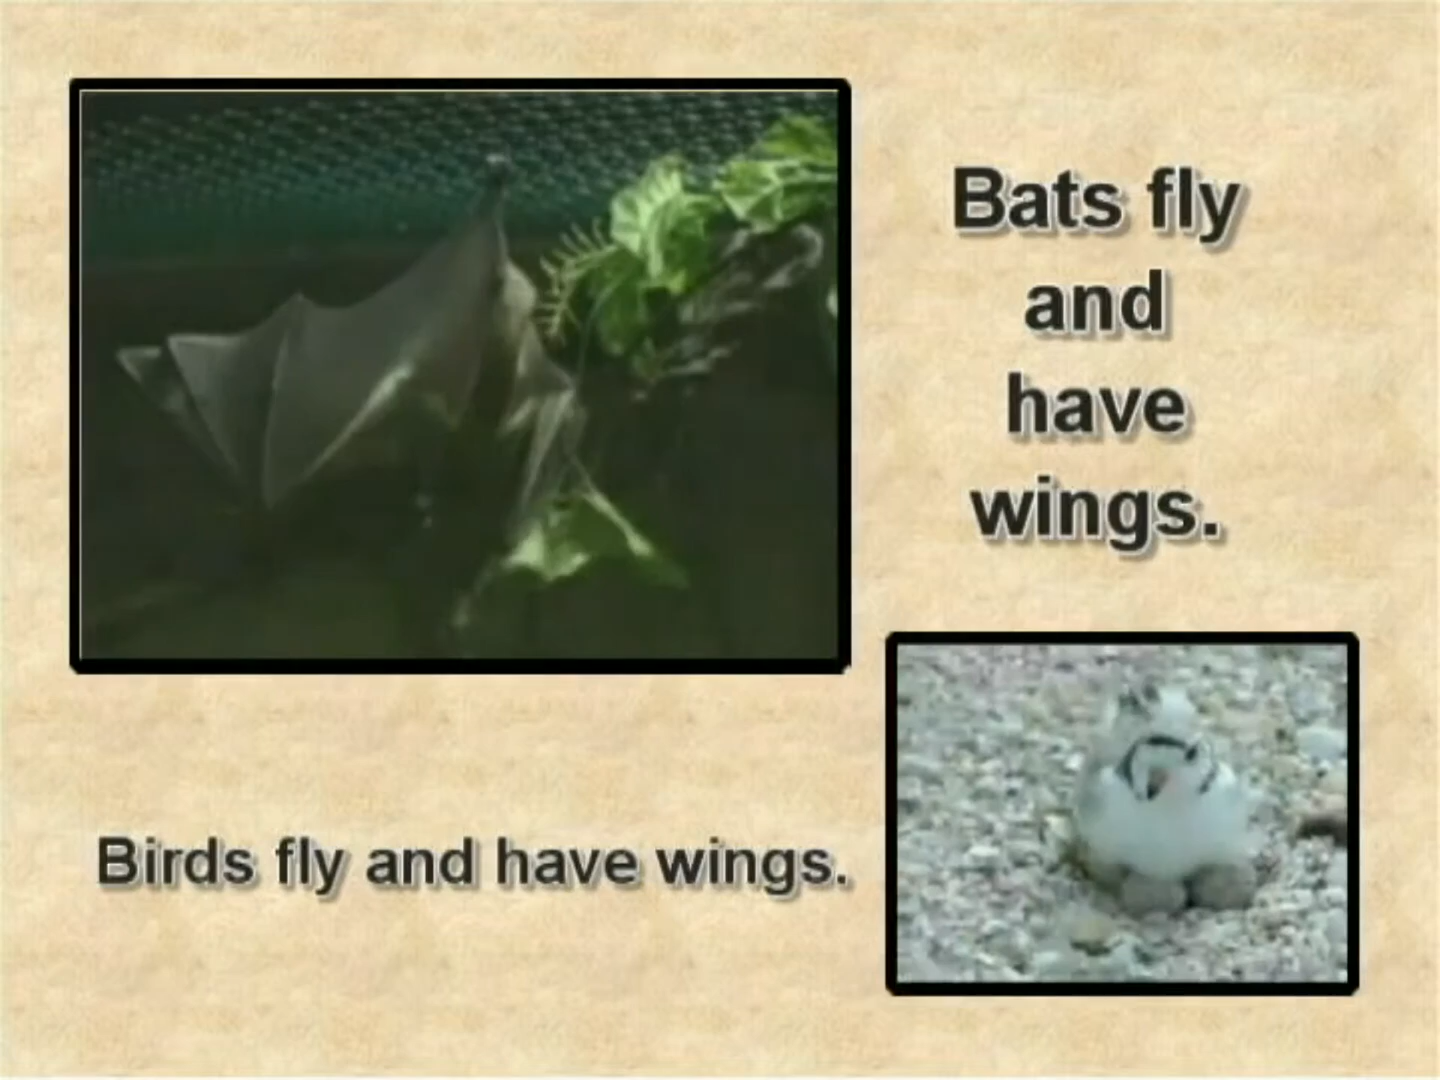 Bats fly
and
have
wings.
Birds fly and have wings.